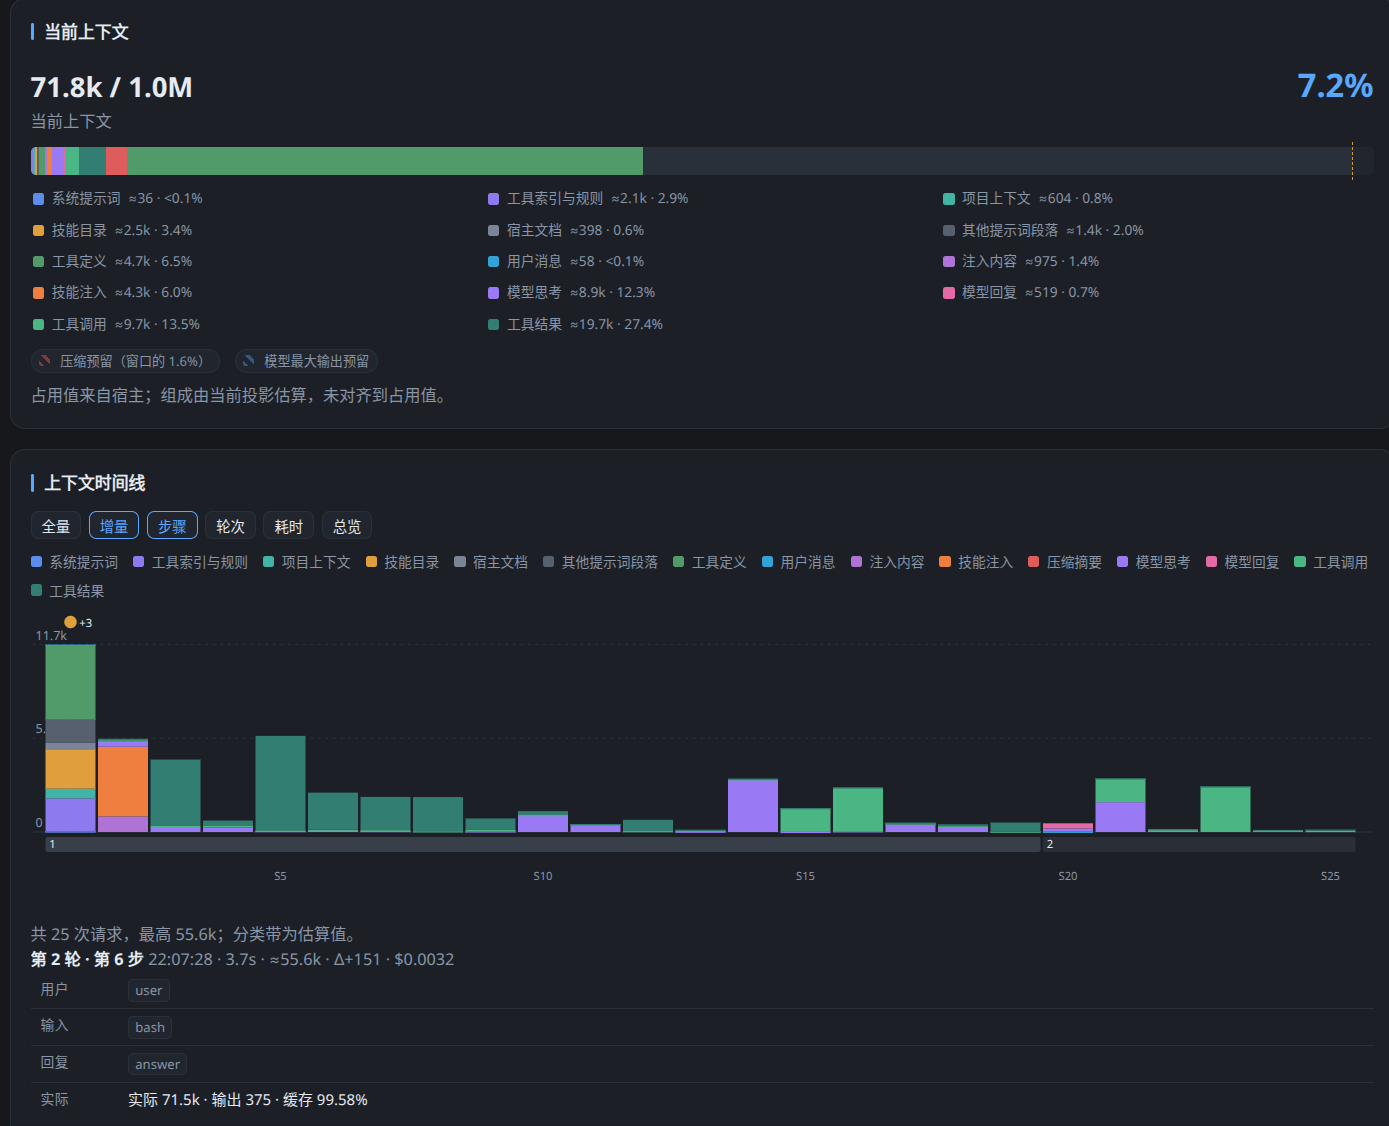 当前上下文
71.8k / 1.0M
7.2%
当前上下文
系统提示词 ≈36 · <0.1%
工具索引与规则 ≈2.1k · 2.9%
项目上下文 ≈604 · 0.8%
技能目录 ≈2.5k · 3.4%
宿主文档 ≈398 · 0.6%
其他提示词段落 ≈1.4k · 2.0%
工具定义 ≈4.7k · 6.5%
用户消息 ≈58 · <0.1%
注入内容 ≈975 · 1.4%
技能注入 ≈4.3k · 6.0%
模型思考 ≈8.9k · 12.3%
模型回复 ≈519 · 0.7%
工具调用 ≈9.7k · 13.5%
工具结果 ≈19.7k · 27.4%
压缩预留（窗口的 1.6%）
模型最大输出预留
占用值来自宿主；组成由当前投影估算，未对齐到占用值。
上下文时间线
全量 增量 步骤 轮次 耗时 总览
系统提示词 工具索引与规则 项目上下文 技能目录 宿主文档 其他提示词段落 工具定义 用户消息 注入内容 技能注入 压缩摘要 模型思考 模型回复 工具调用
工具结果
+3
11.7k
5.
0
1 2
S5 S10 S15 S20 S25
共 25 次请求，最高 55.6k；分类带为估算值。
第 2 轮 · 第 6 步 22:07:28 · 3.7s · ≈55.6k · Δ+151 · $0.0032
用户 user
输入 bash
回复 answer
实际 实际 71.5k · 输出 375 · 缓存 99.58%